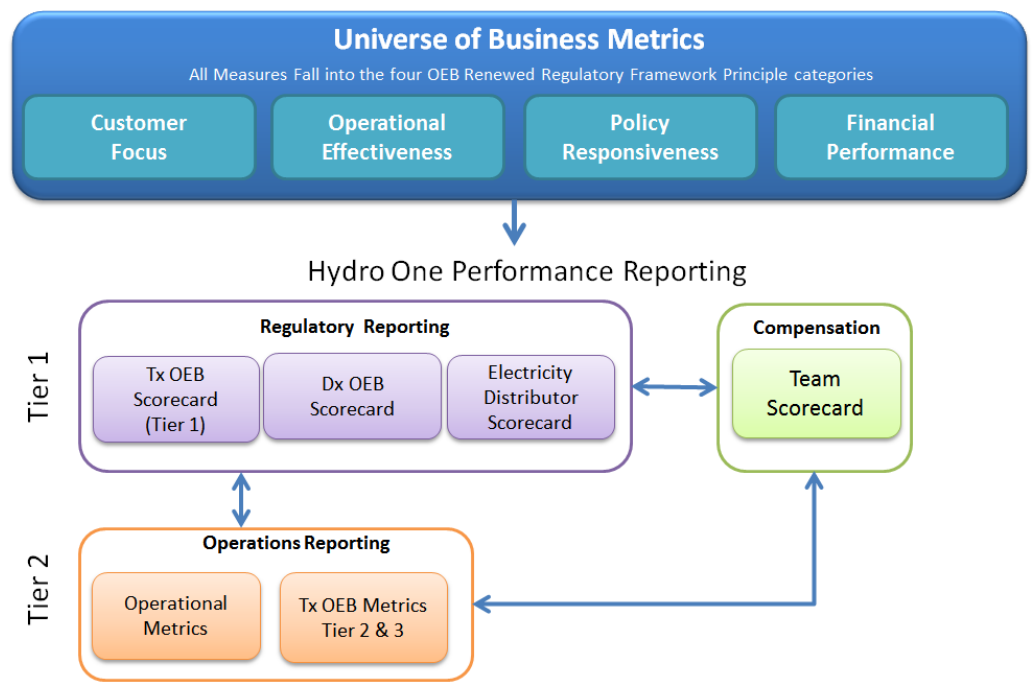 Universe of Business Metrics
All Measures Fall into the four OEB Renewed Regulatory Framework Principle categories
Customer
Focus
Operational
Effectiveness
Policy
Responsiveness
Financial
Performance
Hydro One Performance Reporting
Tier 1
Regulatory Reporting
Tx OEB
Scorecard
(Tier 1)
Dx OEB
Scorecard
Electricity
Distributor
Scorecard
Compensation
Team
Scorecard
Tier 2
Operations Reporting
Operational
Metrics
Tx OEB Metrics
Tier 2 & 3